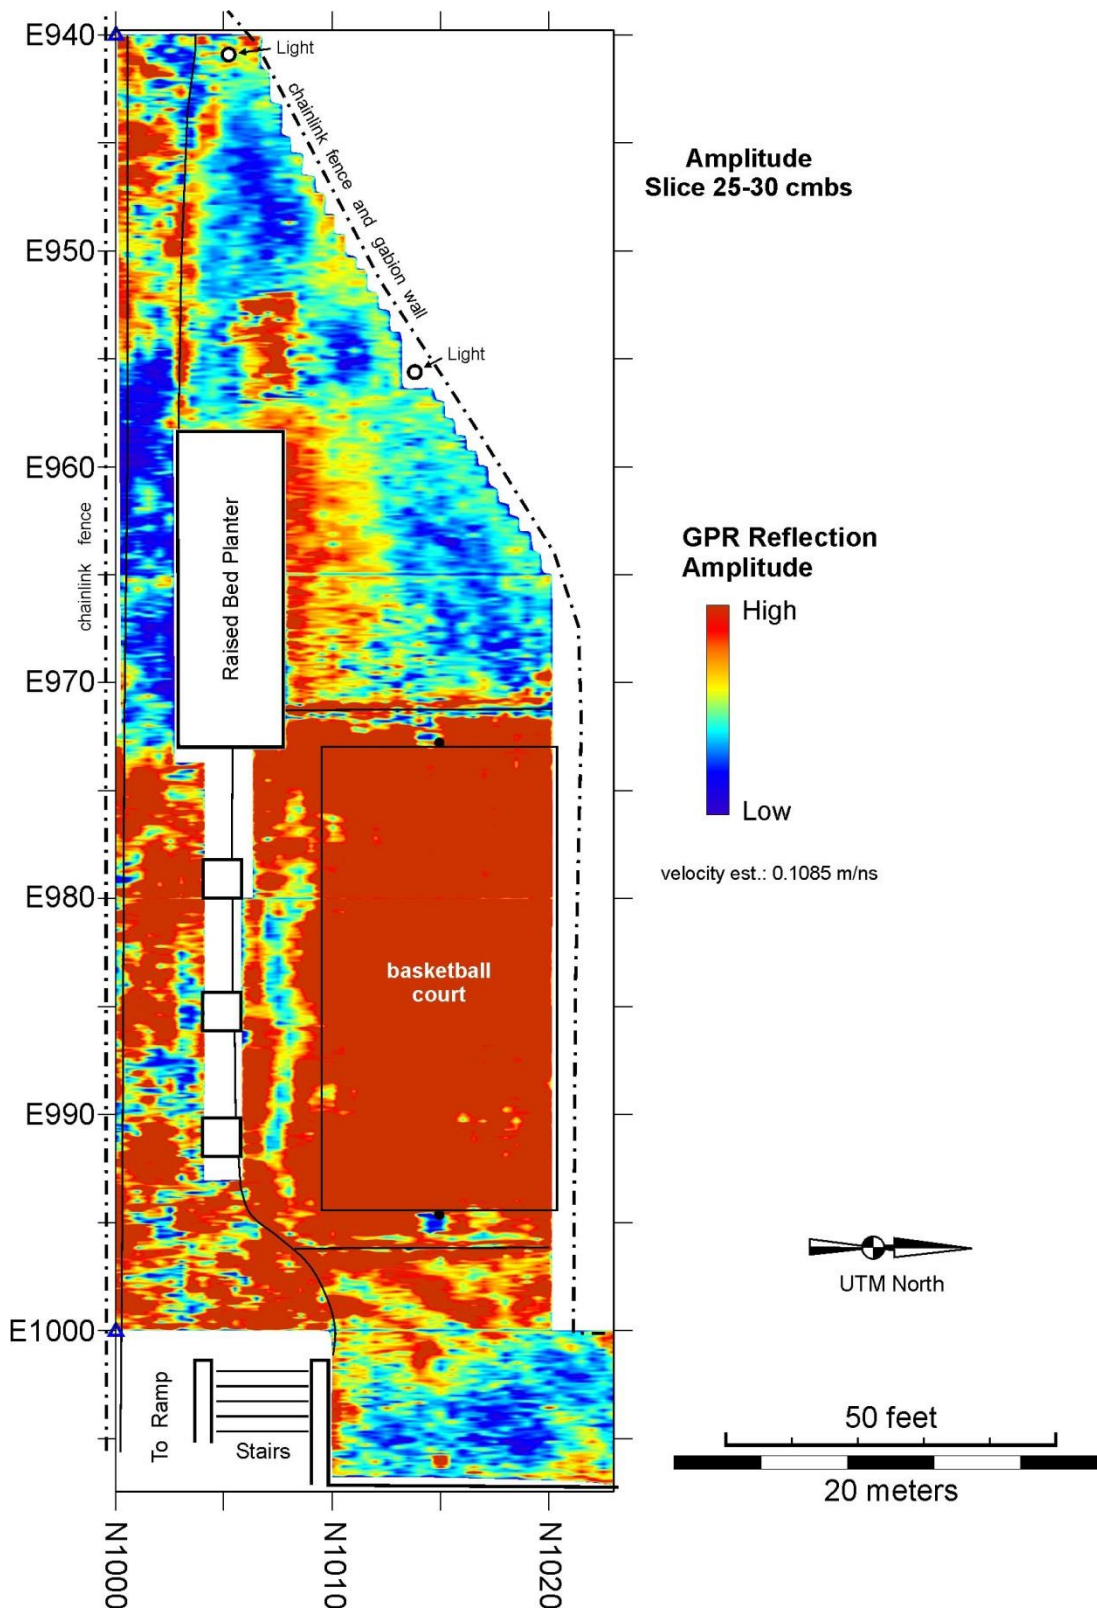 E940
Light
chainlink fence and gabion wall
Amplitude
Slice 25-30 cmbs
E950
Light
E960
chainlink fence
Raised Bed Planter
GPR Reflection
Amplitude
High
Low
E970
velocity est.: 0.1085 m/ns
E980
basketball
court
E990
UTM North
E1000
To Ramp
Stairs
50 feet
20 meters
N1000
N1010
N1020